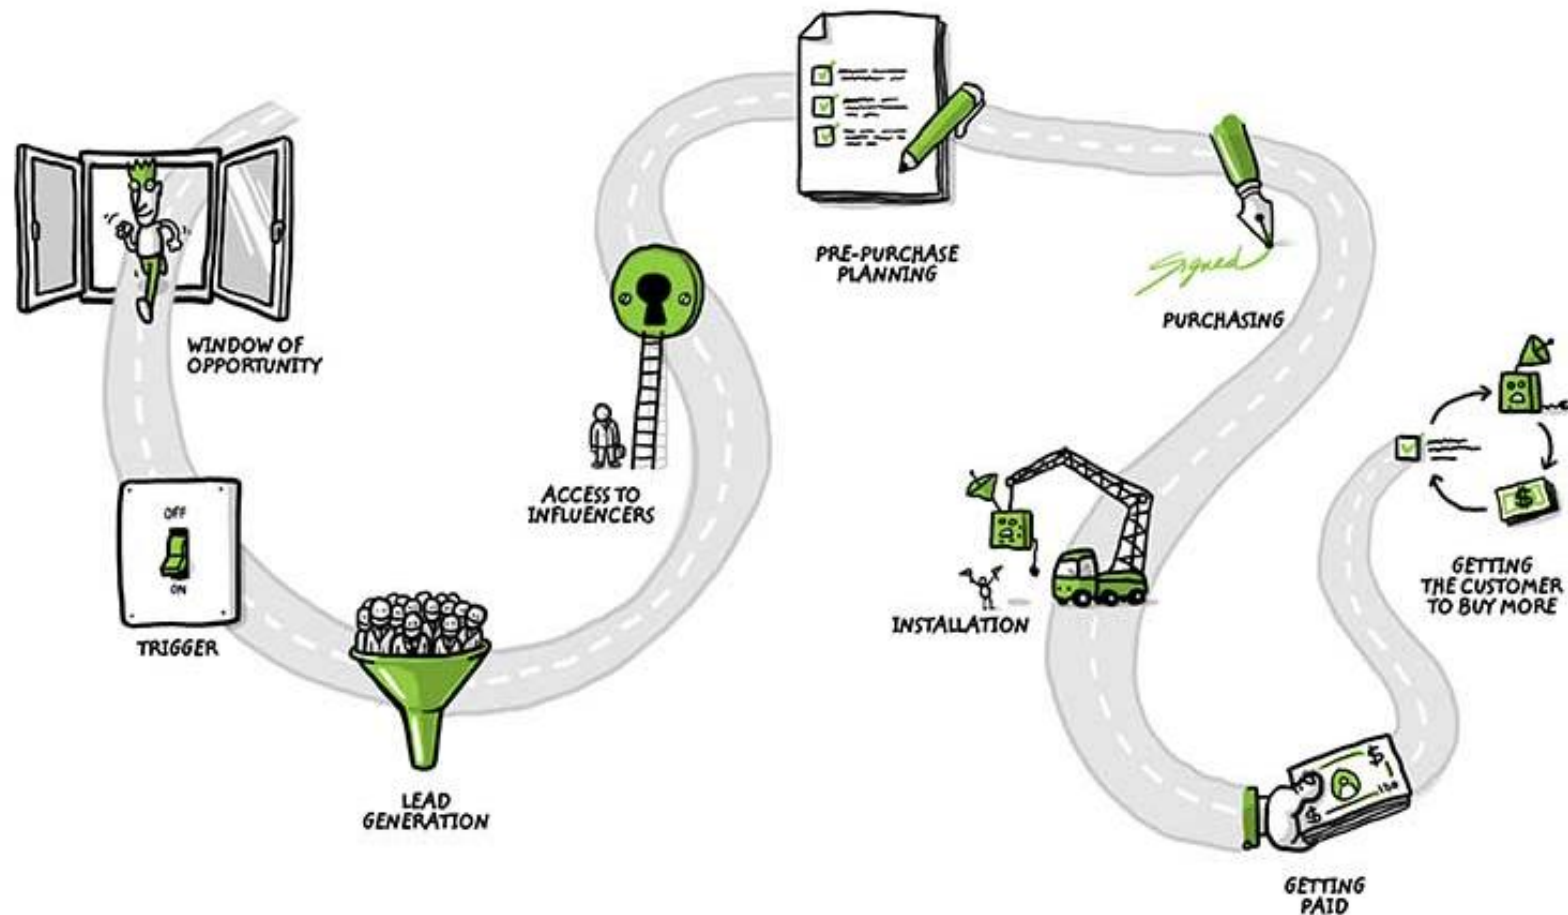 WINDOW OF
OPPORTUNITY
OFF
ON
TRIGGER
LEAD
GENERATION
ACCESS TO
INFLUENCERS
PRE-PURCHASE
PLANNING
Signed
PURCHASING
INSTALLATION
$
$
GETTING
PAID
$
GETTING
THE CUSTOMER
TO BUY MORE